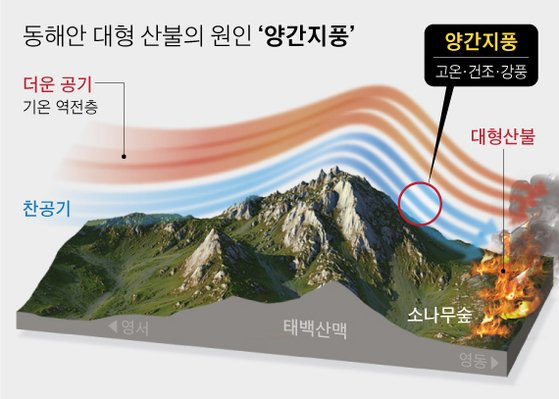 동해안 대형 산불의 원인 ‘양간지풍’
양간지풍
고온·건조·강풍
더운 공기
기온 역전층
대형산불
찬공기
소나무숲
◀영서
태백산맥
영동▶